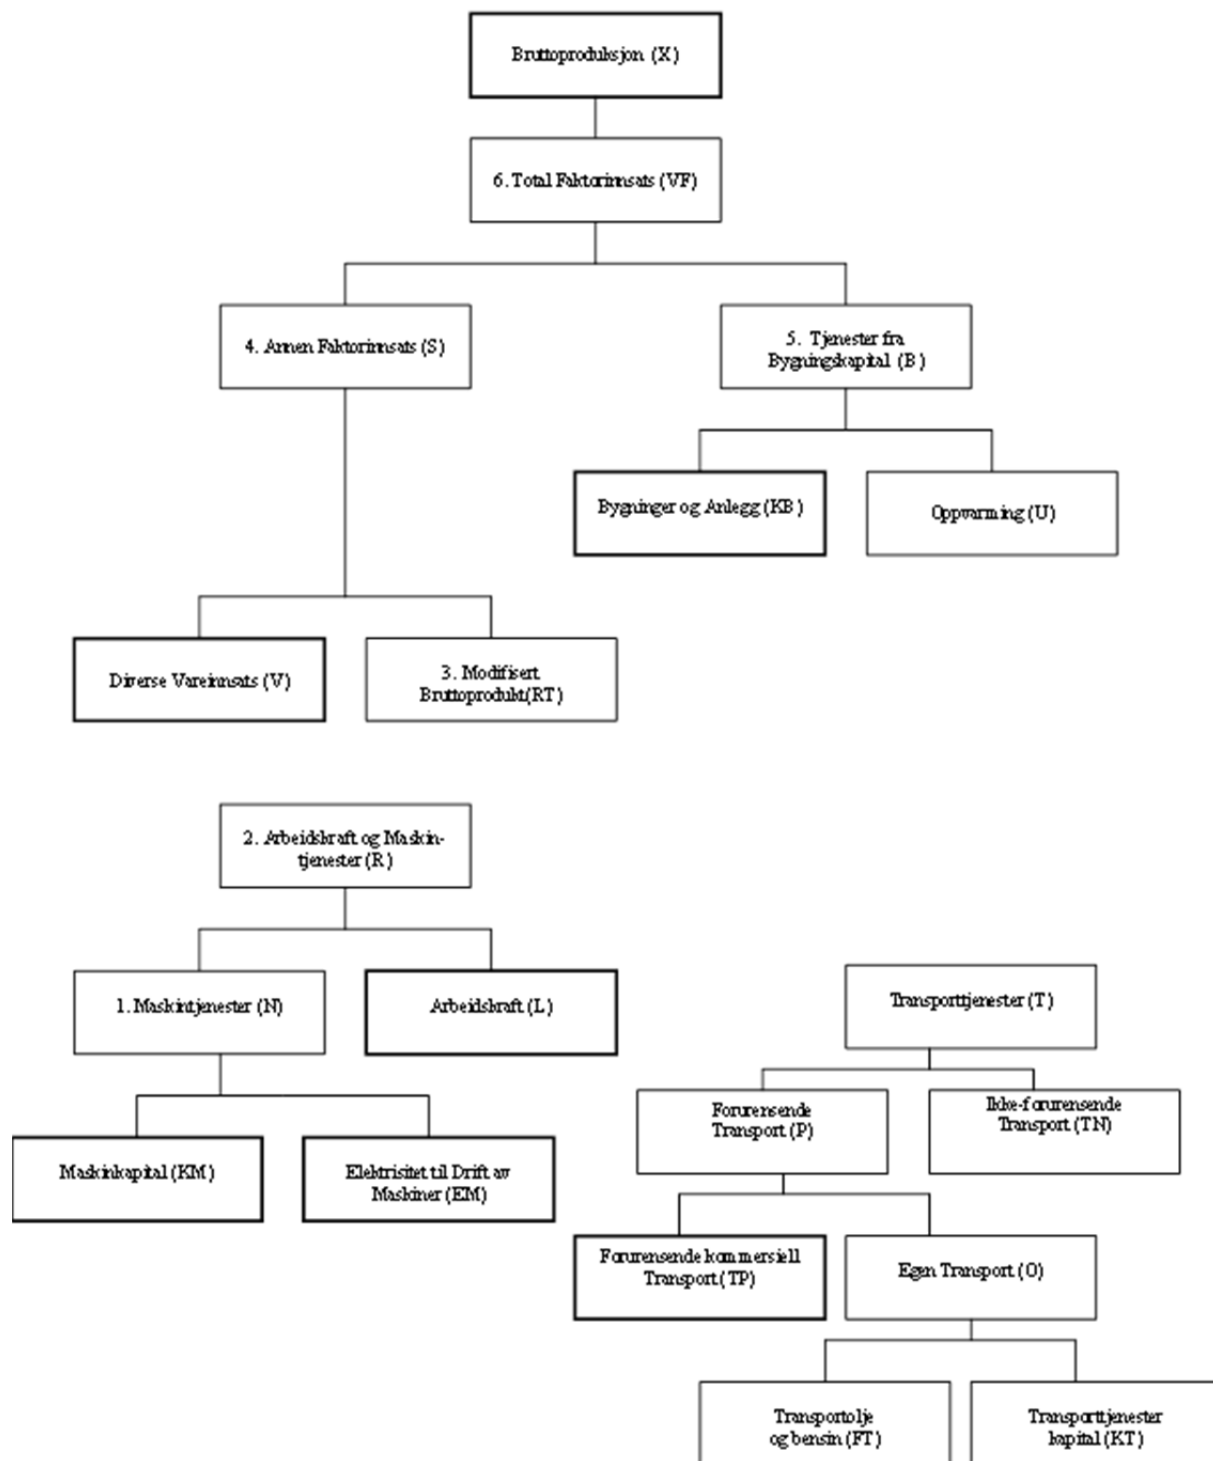 Bruttoproduksjon (X)
6. Total Faktorinnsats (VF)
4. Annen Faktorinnsats (S)
5. Tjenester fra
Bygningskapital (B)
Bygninger og Anlegg (KB)
Oppvarming (U)
Diverse Vareinnsats (V)
3. Modifisert
Bruttoprodukt(RT)
2. Arbeidskraft og Maskin-
tjenester (R)
1. Maskintjenester (N)
Arbeidskraft (L)
Transporttjenester (T)
Maskinkapital (KM)
Elektrisitet til Drift av
Maskiner (EM)
Forurensende
Transport (P)
Ikke-forurensende
Transport (TN)
Forurensende kommersiell
Transport (TP)
Egen Transport (O)
Transportolje
og bensin (FT)
Transporttjenester
kapital (KT)